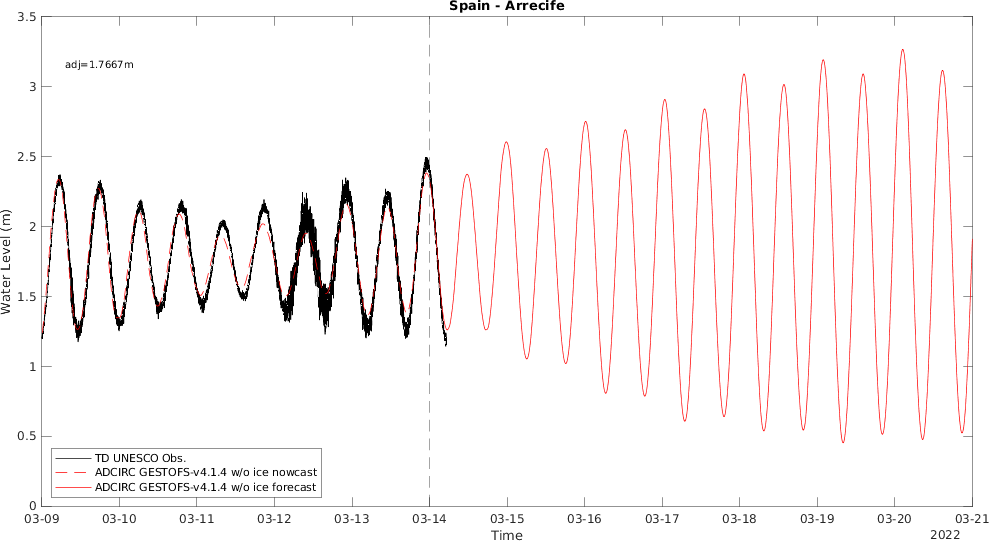 Spain - Arrecife
3.5
3
2.5
2
1.5
1
0.5
0
Water Level (m)
adj=1.7667m
TD UNESCO Obs.
ADCIRC GESTOFS-v4.1.4 w/o ice nowcast
ADCIRC GESTOFS-v4.1.4 w/o ice forecast
03-09 03-10 03-11 03-12 03-13 03-14 03-15 03-16 03-17 03-18 03-19 03-20 03-21
Time
2022